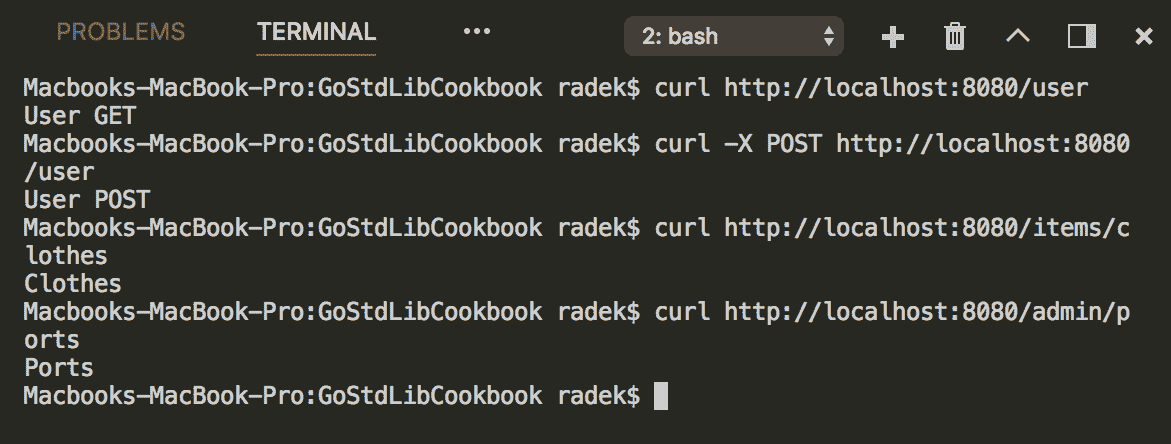 PROBLEMS TERMINAL ••• 2: bash
Macbooks-MacBook-Pro:GoStdLibCookbook radek$ curl http://localhost:8080/user
User GET
Macbooks-MacBook-Pro:GoStdLibCookbook radek$ curl -X POST http://localhost:8080
/user
User POST
Macbooks-MacBook-Pro:GoStdLibCookbook radek$ curl http://localhost:8080/items/c
lothes
Clothes
Macbooks-MacBook-Pro:GoStdLibCookbook radek$ curl http://localhost:8080/admin/p
orts
Ports
Macbooks-MacBook-Pro:GoStdLibCookbook radek$